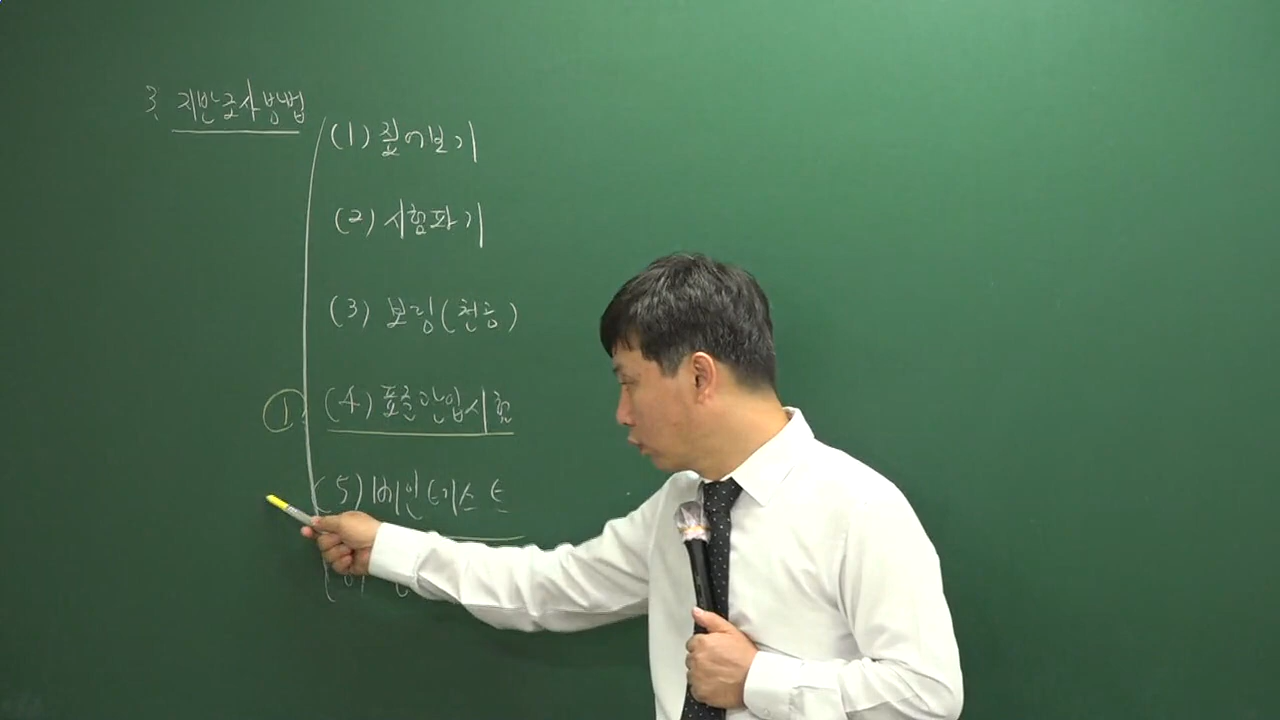 3. 지반조사방법
(1) 짚어보기
(2) 시험파기
(3) 보링(천공)
① (4) 표준관입시험
(5) 베인테스트